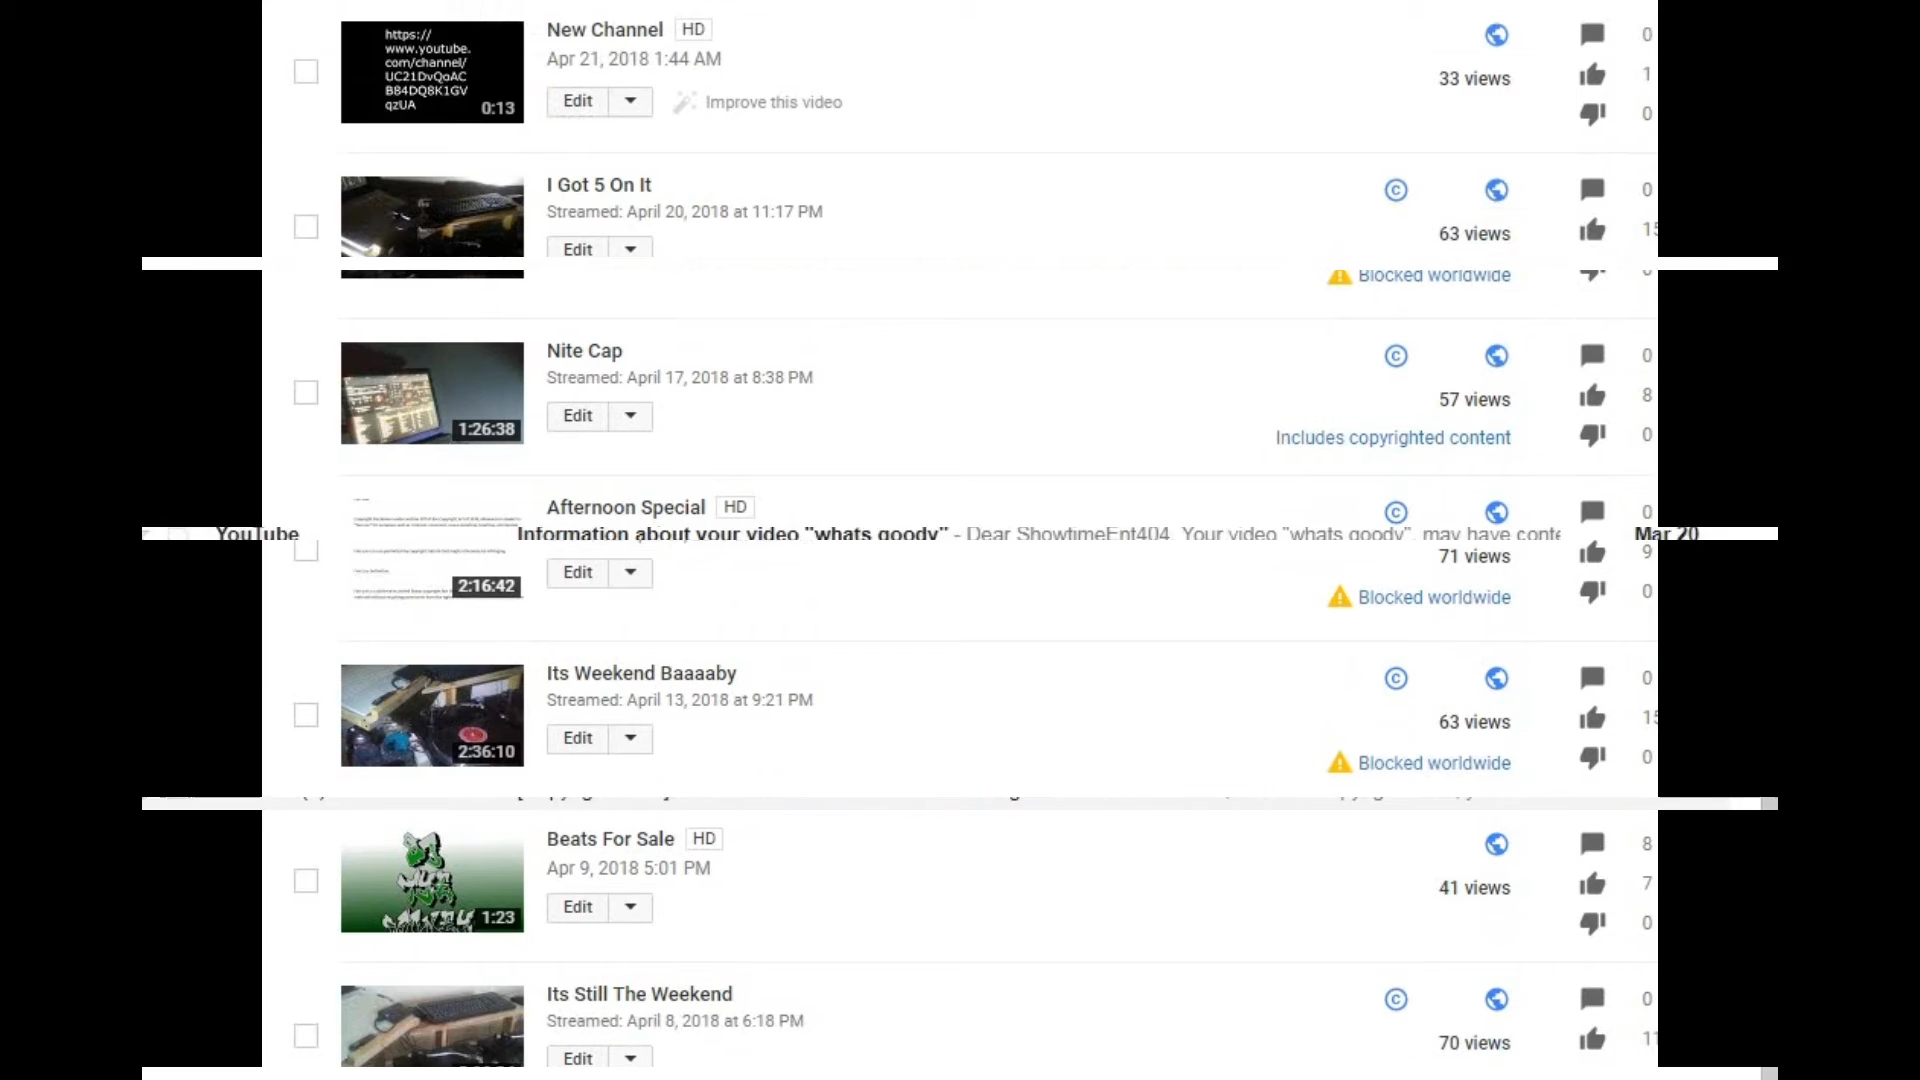 https://
www.youtube.
com/channel/
UC21DvQoAC
B84DQ8K1GV
qzUA
0:13
New Channel HD
Apr 21, 2018 1:44 AM
Edit Improve this video
33 views
0
1
0
I Got 5 On It
Streamed: April 20, 2018 at 11:17 PM
Edit
63 views
0
15
Blocked worldwide
Nite Cap
Streamed: April 17, 2018 at 8:38 PM
Edit
1:26:38
57 views
Includes copyrighted content
0
8
0
Afternoon Special HD
YouTube Information about your video "whats goody" - Dear ShowtimeEnt404, Your video "whats goody", may have conte Mar 20
Edit
2:16:42
71 views
Blocked worldwide
0
9
0
Its Weekend Baaaaby
Streamed: April 13, 2018 at 9:21 PM
Edit
2:36:10
63 views
Blocked worldwide
0
15
0
Beats For Sale HD
Apr 9, 2018 5:01 PM
Edit
1:23
41 views
8
7
0
Its Still The Weekend
Streamed: April 8, 2018 at 6:18 PM
Edit
70 views
0
11